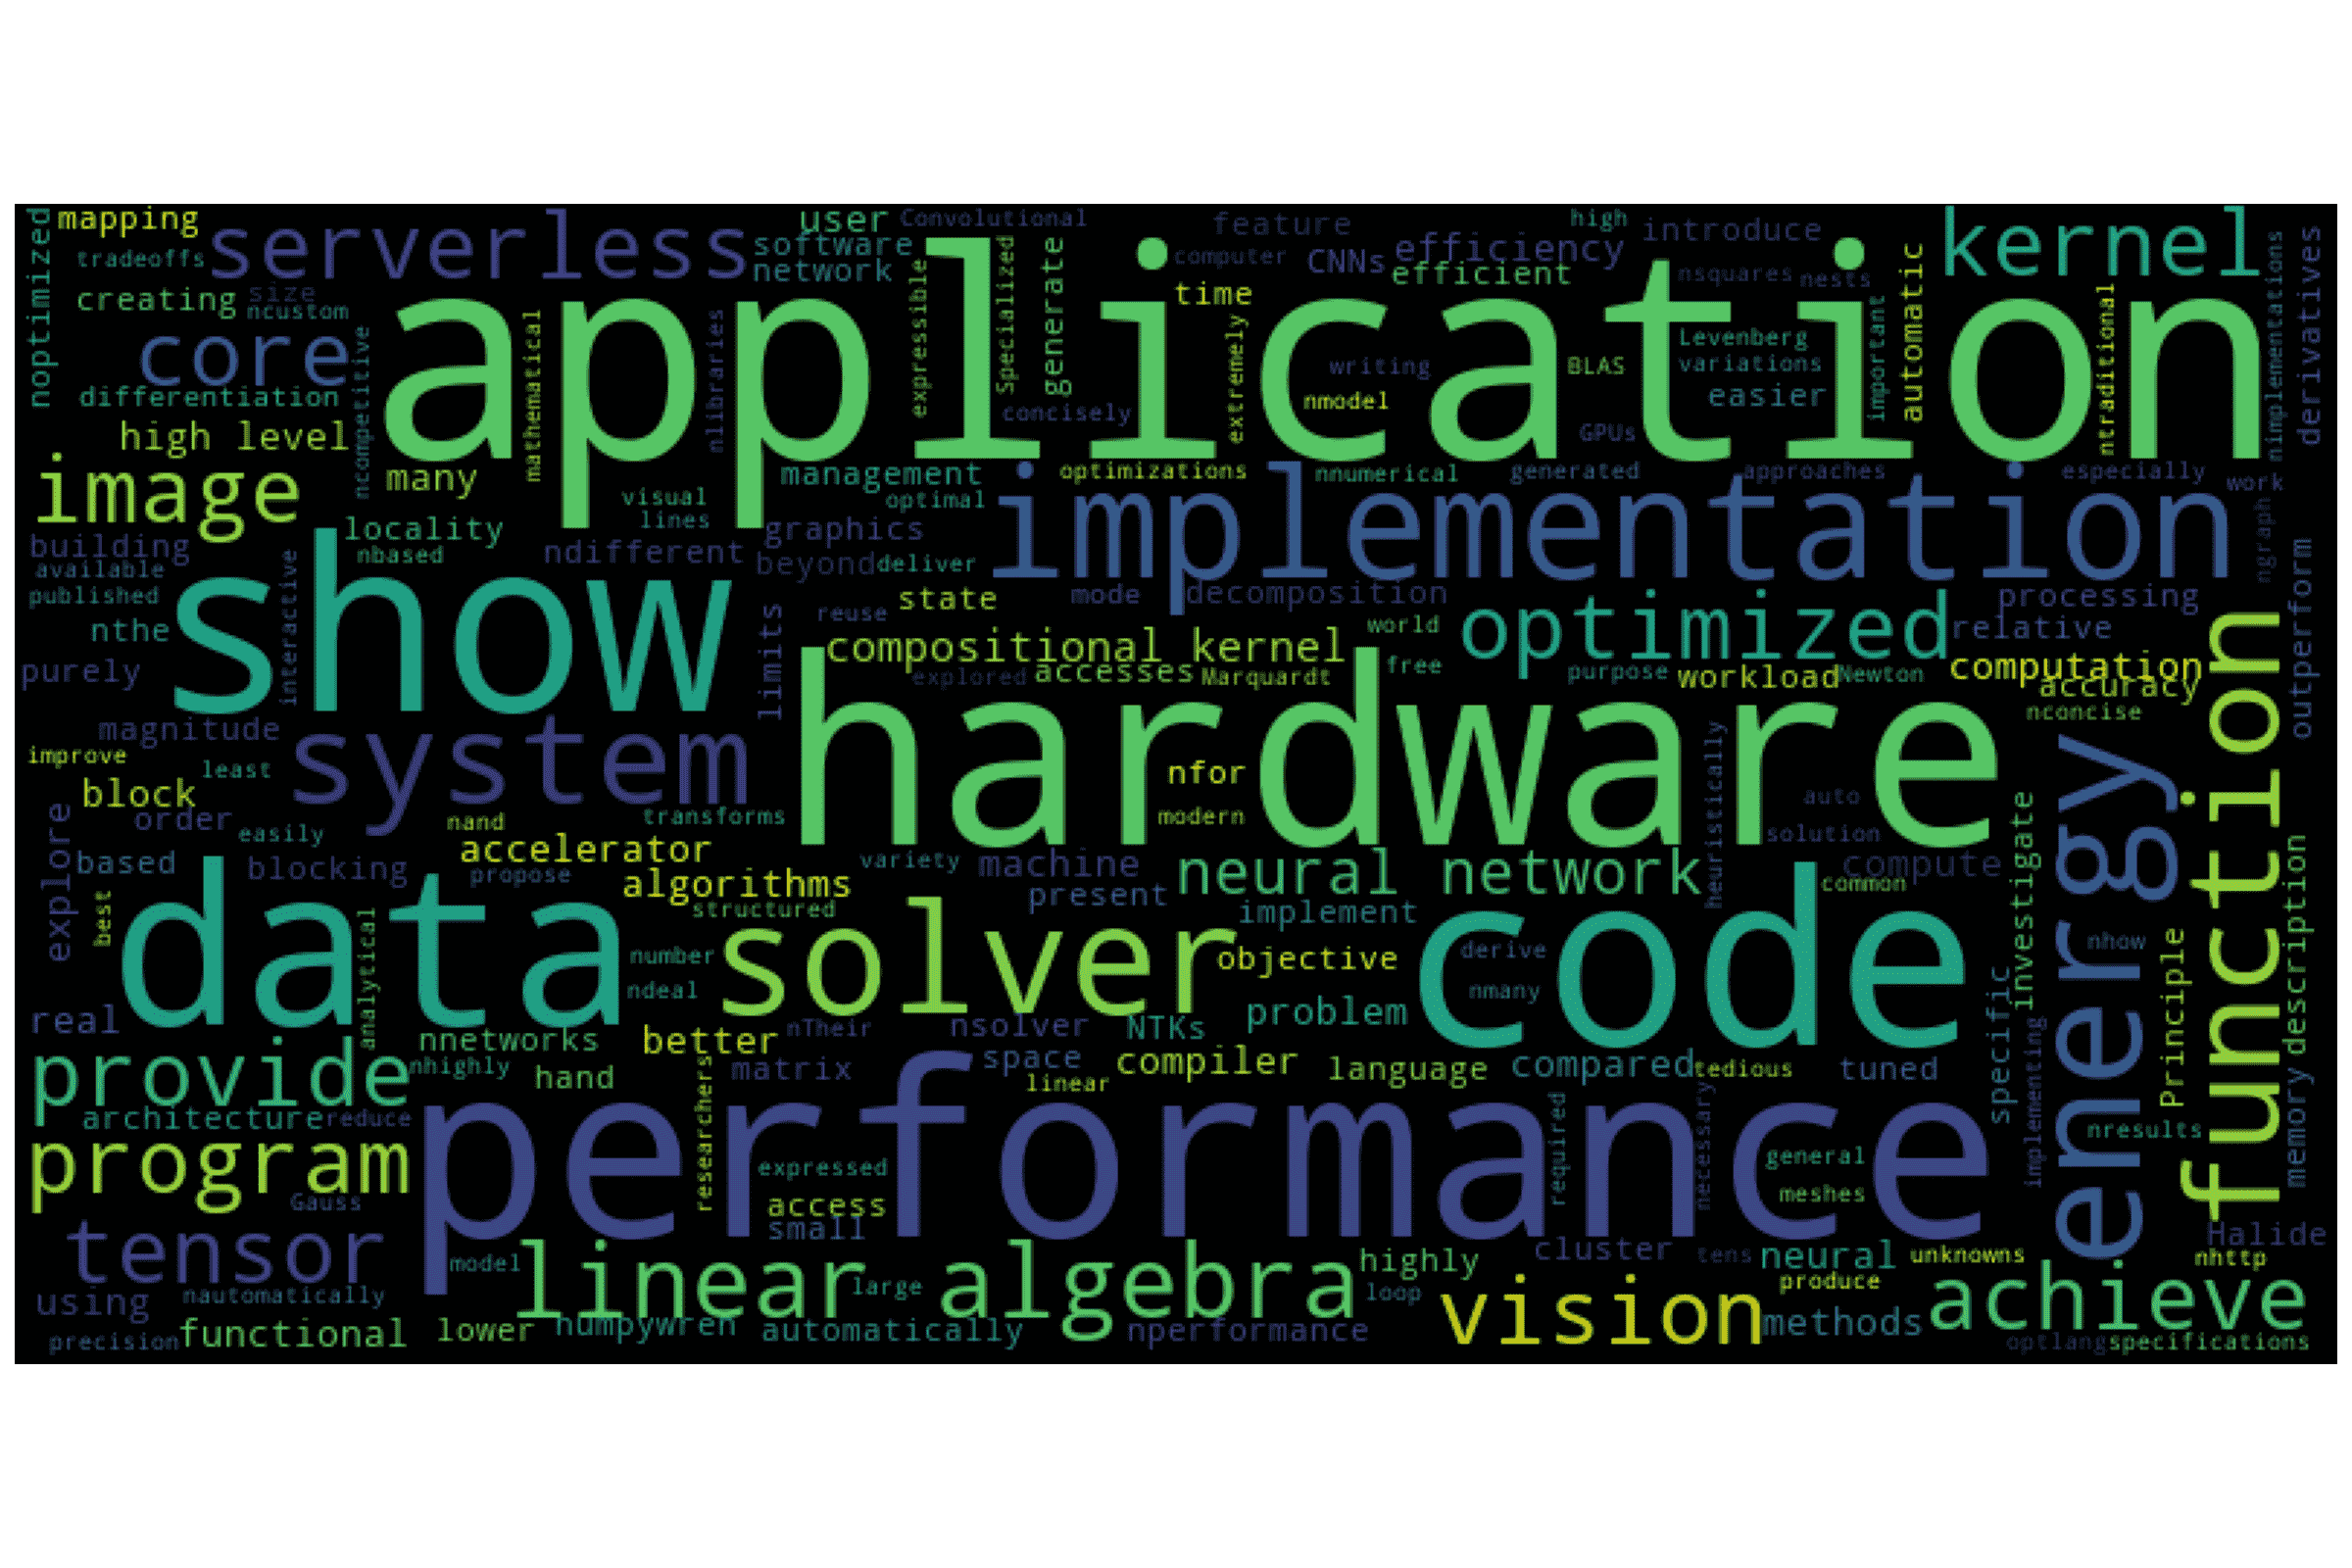 mapping
serverless
user
Convolutional
feature
high
introduce
kernel
noptimized
tradeoffs
software
network
expressible
Specialized
generate
computer
CNNs
efficiency
efficient
nsquares
nests
automatic
ntraditional
nimplementations
derivatives
creating
size
ncustom
application
time
important
core
ncompetitive
mathematical
nlibraries
extremely
writing
BLAS
Levenberg
variations
easier
differentiation
nmodel
concisely
GPUs
high level
image
many
management
optimizations
nnumerical
generated
approaches
especially
work
visual
lines
optimal
implementation
locality
graphics
building
nbased
ndifferent
beyond
deliver
ngraph
outperform
available
published
interactive
show
limits
state
mode
decomposition
processing
reuse
nthe
compositional kernel
world
optimized
relative
function
purely
explored
accesses
Marquardt
free
purpose
workload
Newton
computation
accuracy
nconcise
magnitude
system
hardware
heuristically
energy
improve
least
nfor
block
auto
order
easily
nand
transforms
modern
solution
explore
investigate
based
blocking
accelerator
propose
algorithms
variety
machine
neural network
compute
common
description
best
analytical
data
structured
present
implement
code
number
solver
objective
derive
nhow
Principle
ndeal
nmany
specific
real
nnetworks
better
nTheir
nsolver
NTKs
problem
provide
nhighly
hand
researchers
matrix
space
linear
compiler
language
compared
tedious
tuned
implementing
memory
architecture
reduce
performance
required
necessary
program
expressed
general
nresults
Gauss
access
small
meshes
tensor
model
linear algebra
large
highly
loop
cluster
tens
neural
unknowns
produce
Halide
nhttp
using
nautomatically
vision
methods
achieve
precision
functional
lower
numpywren
automatically
nperformance
optlang
specifications